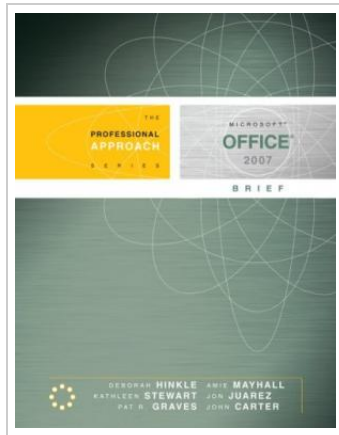 THE
PROFESSIONAL
APPROACH
SERIES
MICROSOFT®
OFFICE®
2007
BRIEF
DEBORAH HINKLE AMIE MAYHALL
KATHLEEN STEWART JON JUAREZ
PAT R. GRAVES JOHN CARTER